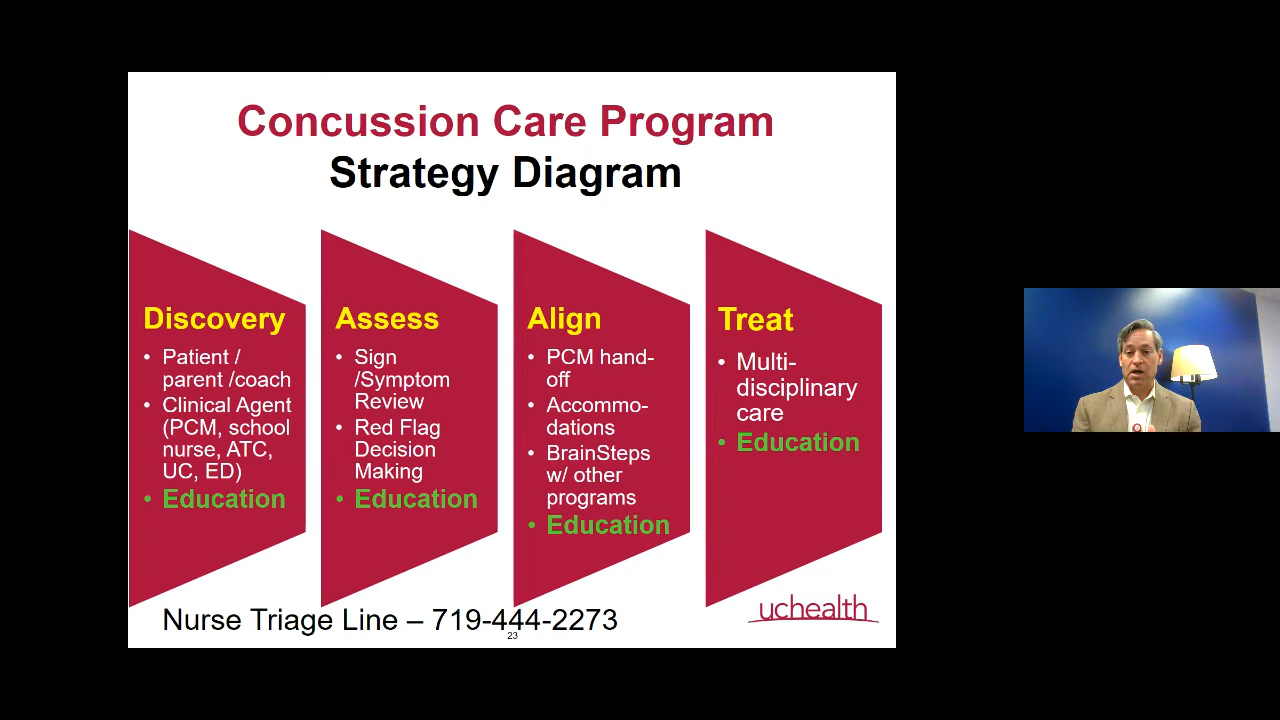 Concussion Care Program
Strategy Diagram
Discovery
• Patient /
parent /coach
• Clinical Agent
(PCM, school
nurse, ATC,
UC, ED)
• Education
Assess
• Sign
/Symptom
Review
• Red Flag
Decision
Making
• Education
Align
• PCM hand-
off
• Accommo-
dations
• BrainSteps
w/ other
programs
• Education
Treat
• Multi-
disciplinary
care
• Education
Nurse Triage Line – 719-444-2273
23
uchealth